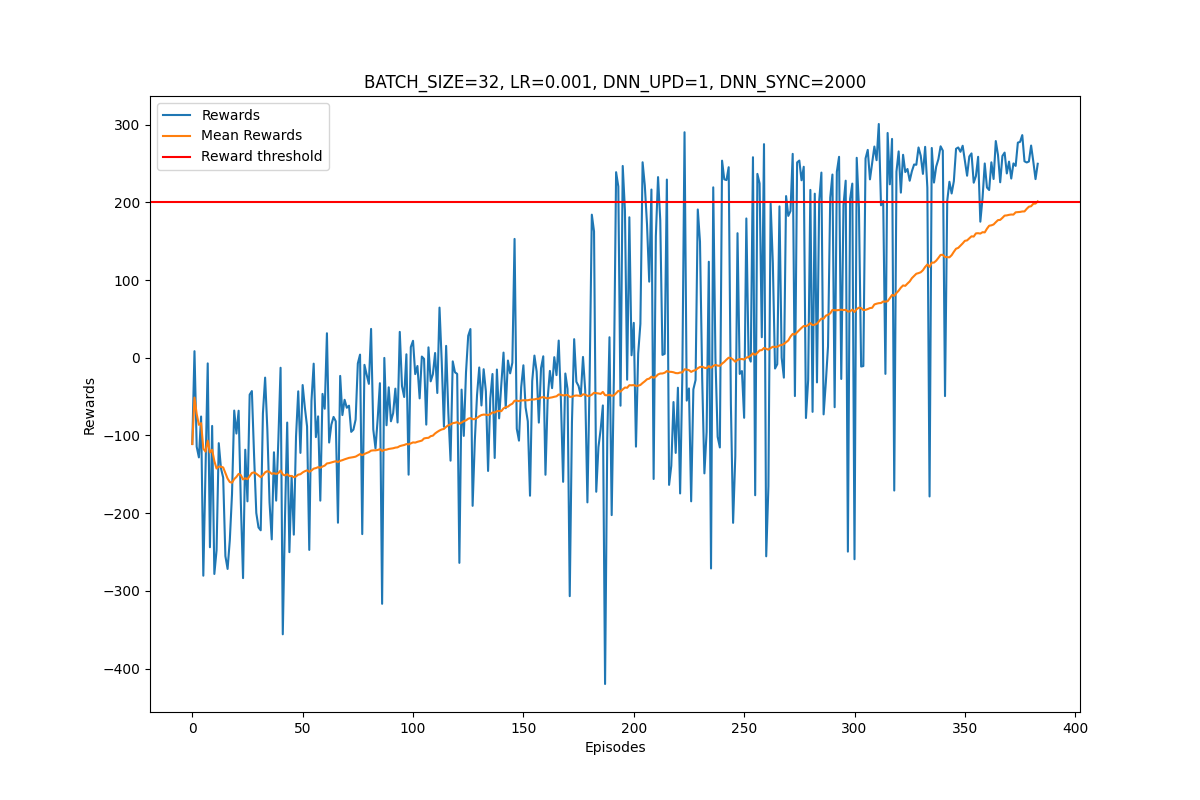 BATCH_SIZE=32, LR=0.001, DNN_UPD=1, DNN_SYNC=2000
Rewards
Mean Rewards
Reward threshold
300
200
100
0
−100
−200
−300
−400
Rewards
0 50 100 150 200 250 300 350 400
Episodes